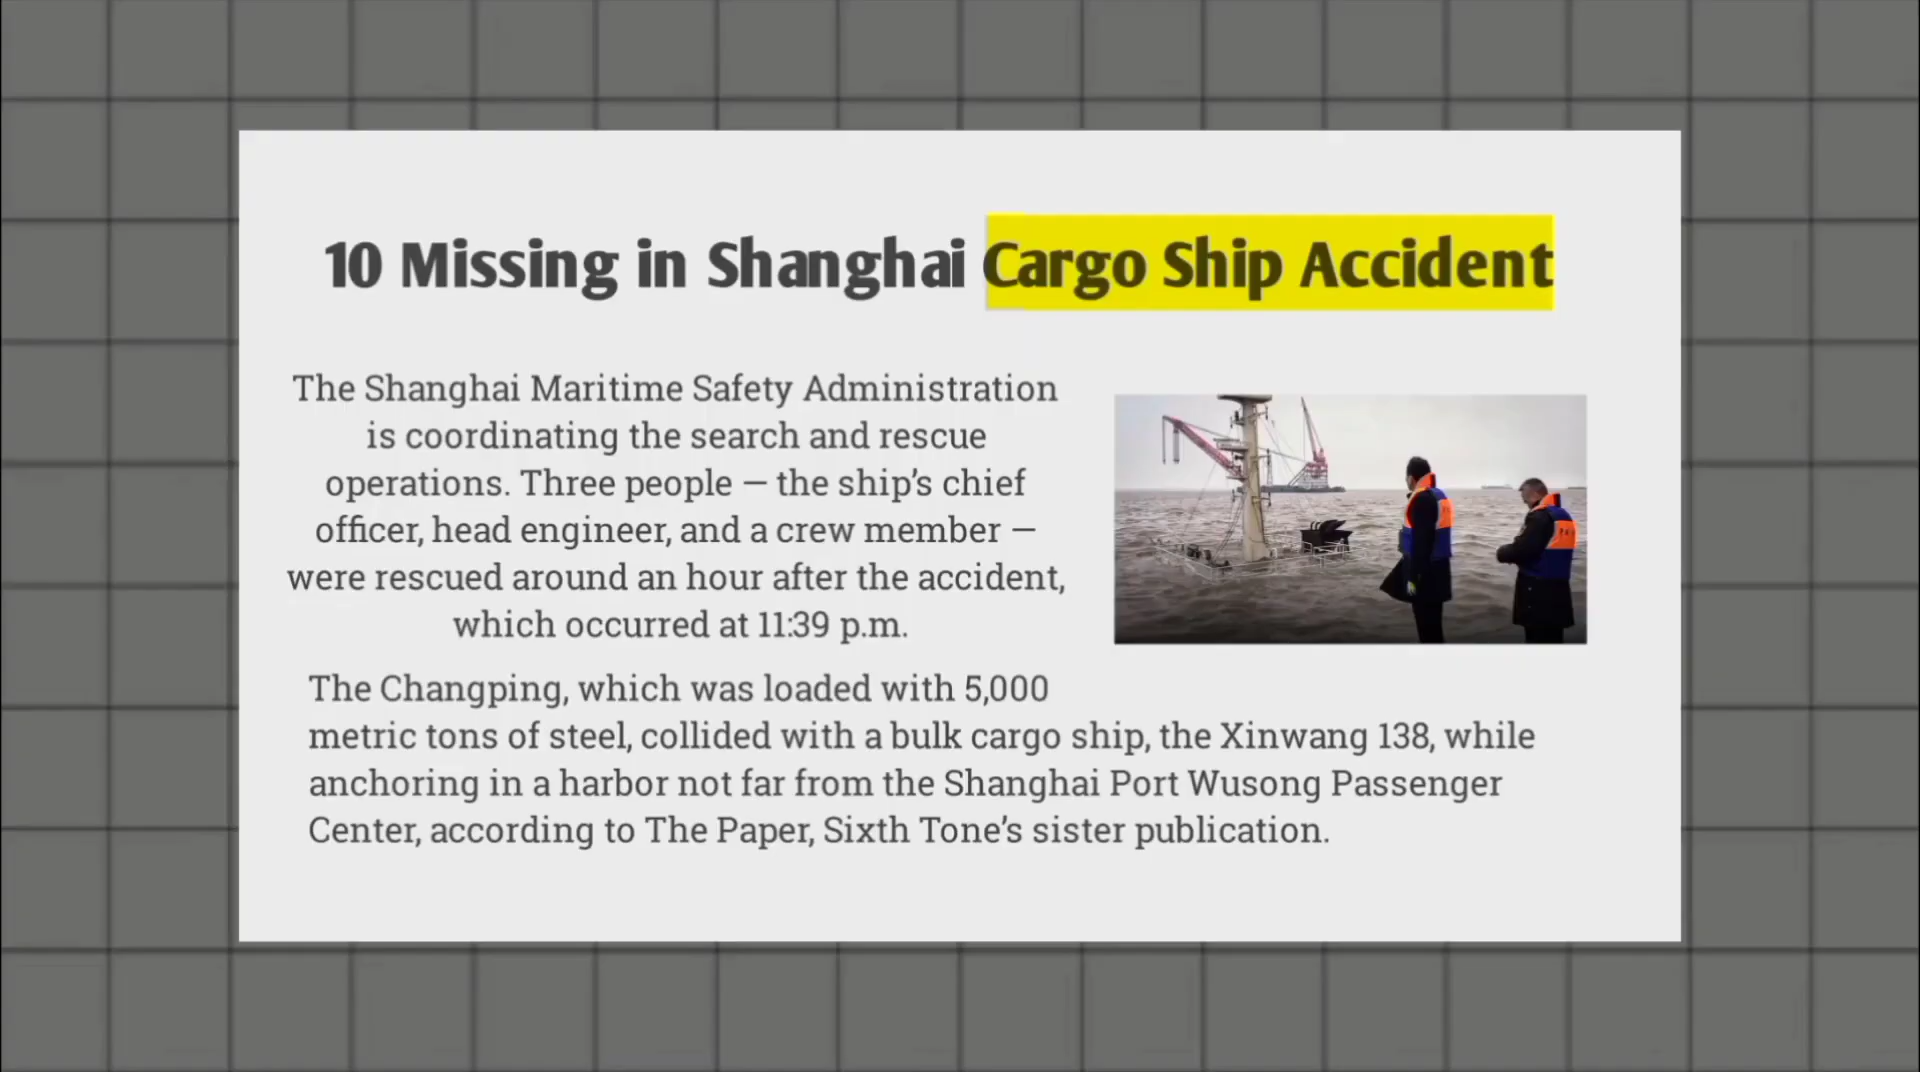 10 Missing in Shanghai Cargo Ship Accident
The Shanghai Maritime Safety Administration
is coordinating the search and rescue
operations. Three people — the ship’s chief
officer, head engineer, and a crew member —
were rescued around an hour after the accident,
which occurred at 11:39 p.m.
The Changping, which was loaded with 5,000
metric tons of steel, collided with a bulk cargo ship, the Xinwang 138, while
anchoring in a harbor not far from the Shanghai Port Wusong Passenger
Center, according to The Paper, Sixth Tone’s sister publication.